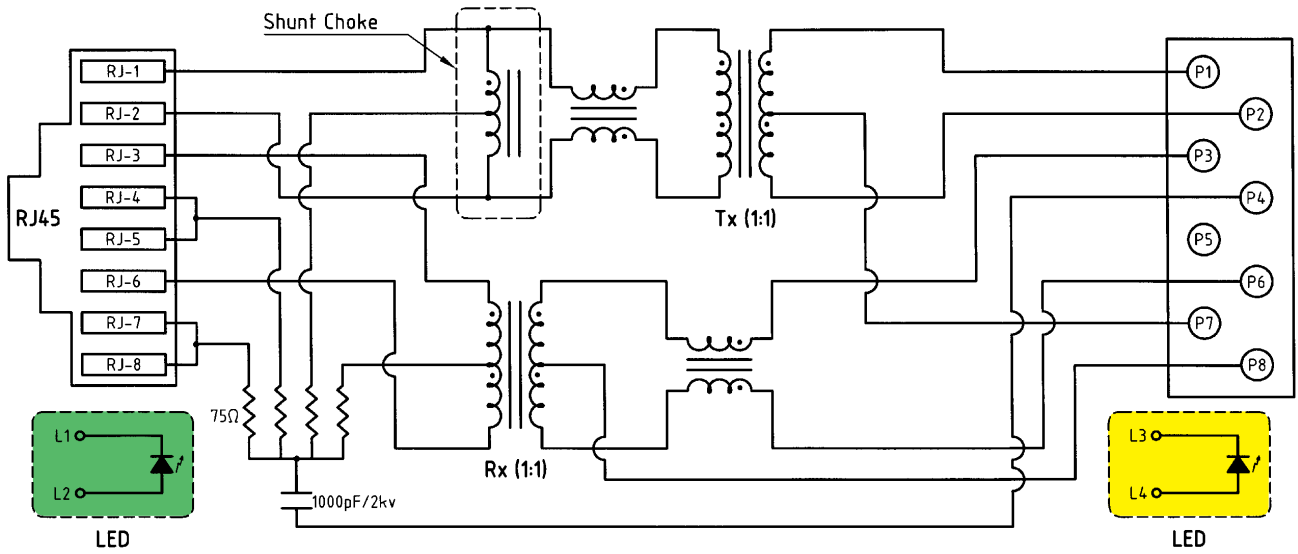 Shunt Choke
RJ-1
RJ-2
RJ-3
RJ-4
RJ45
RJ-5
RJ-6
RJ-7
RJ-8
P1
P2
P3
P4
P5
P6
P7
P8
Tx (1:1)
Rx (1:1)
75Ω
1000pF/2kv
L1
L2
LED
L3
L4
LED